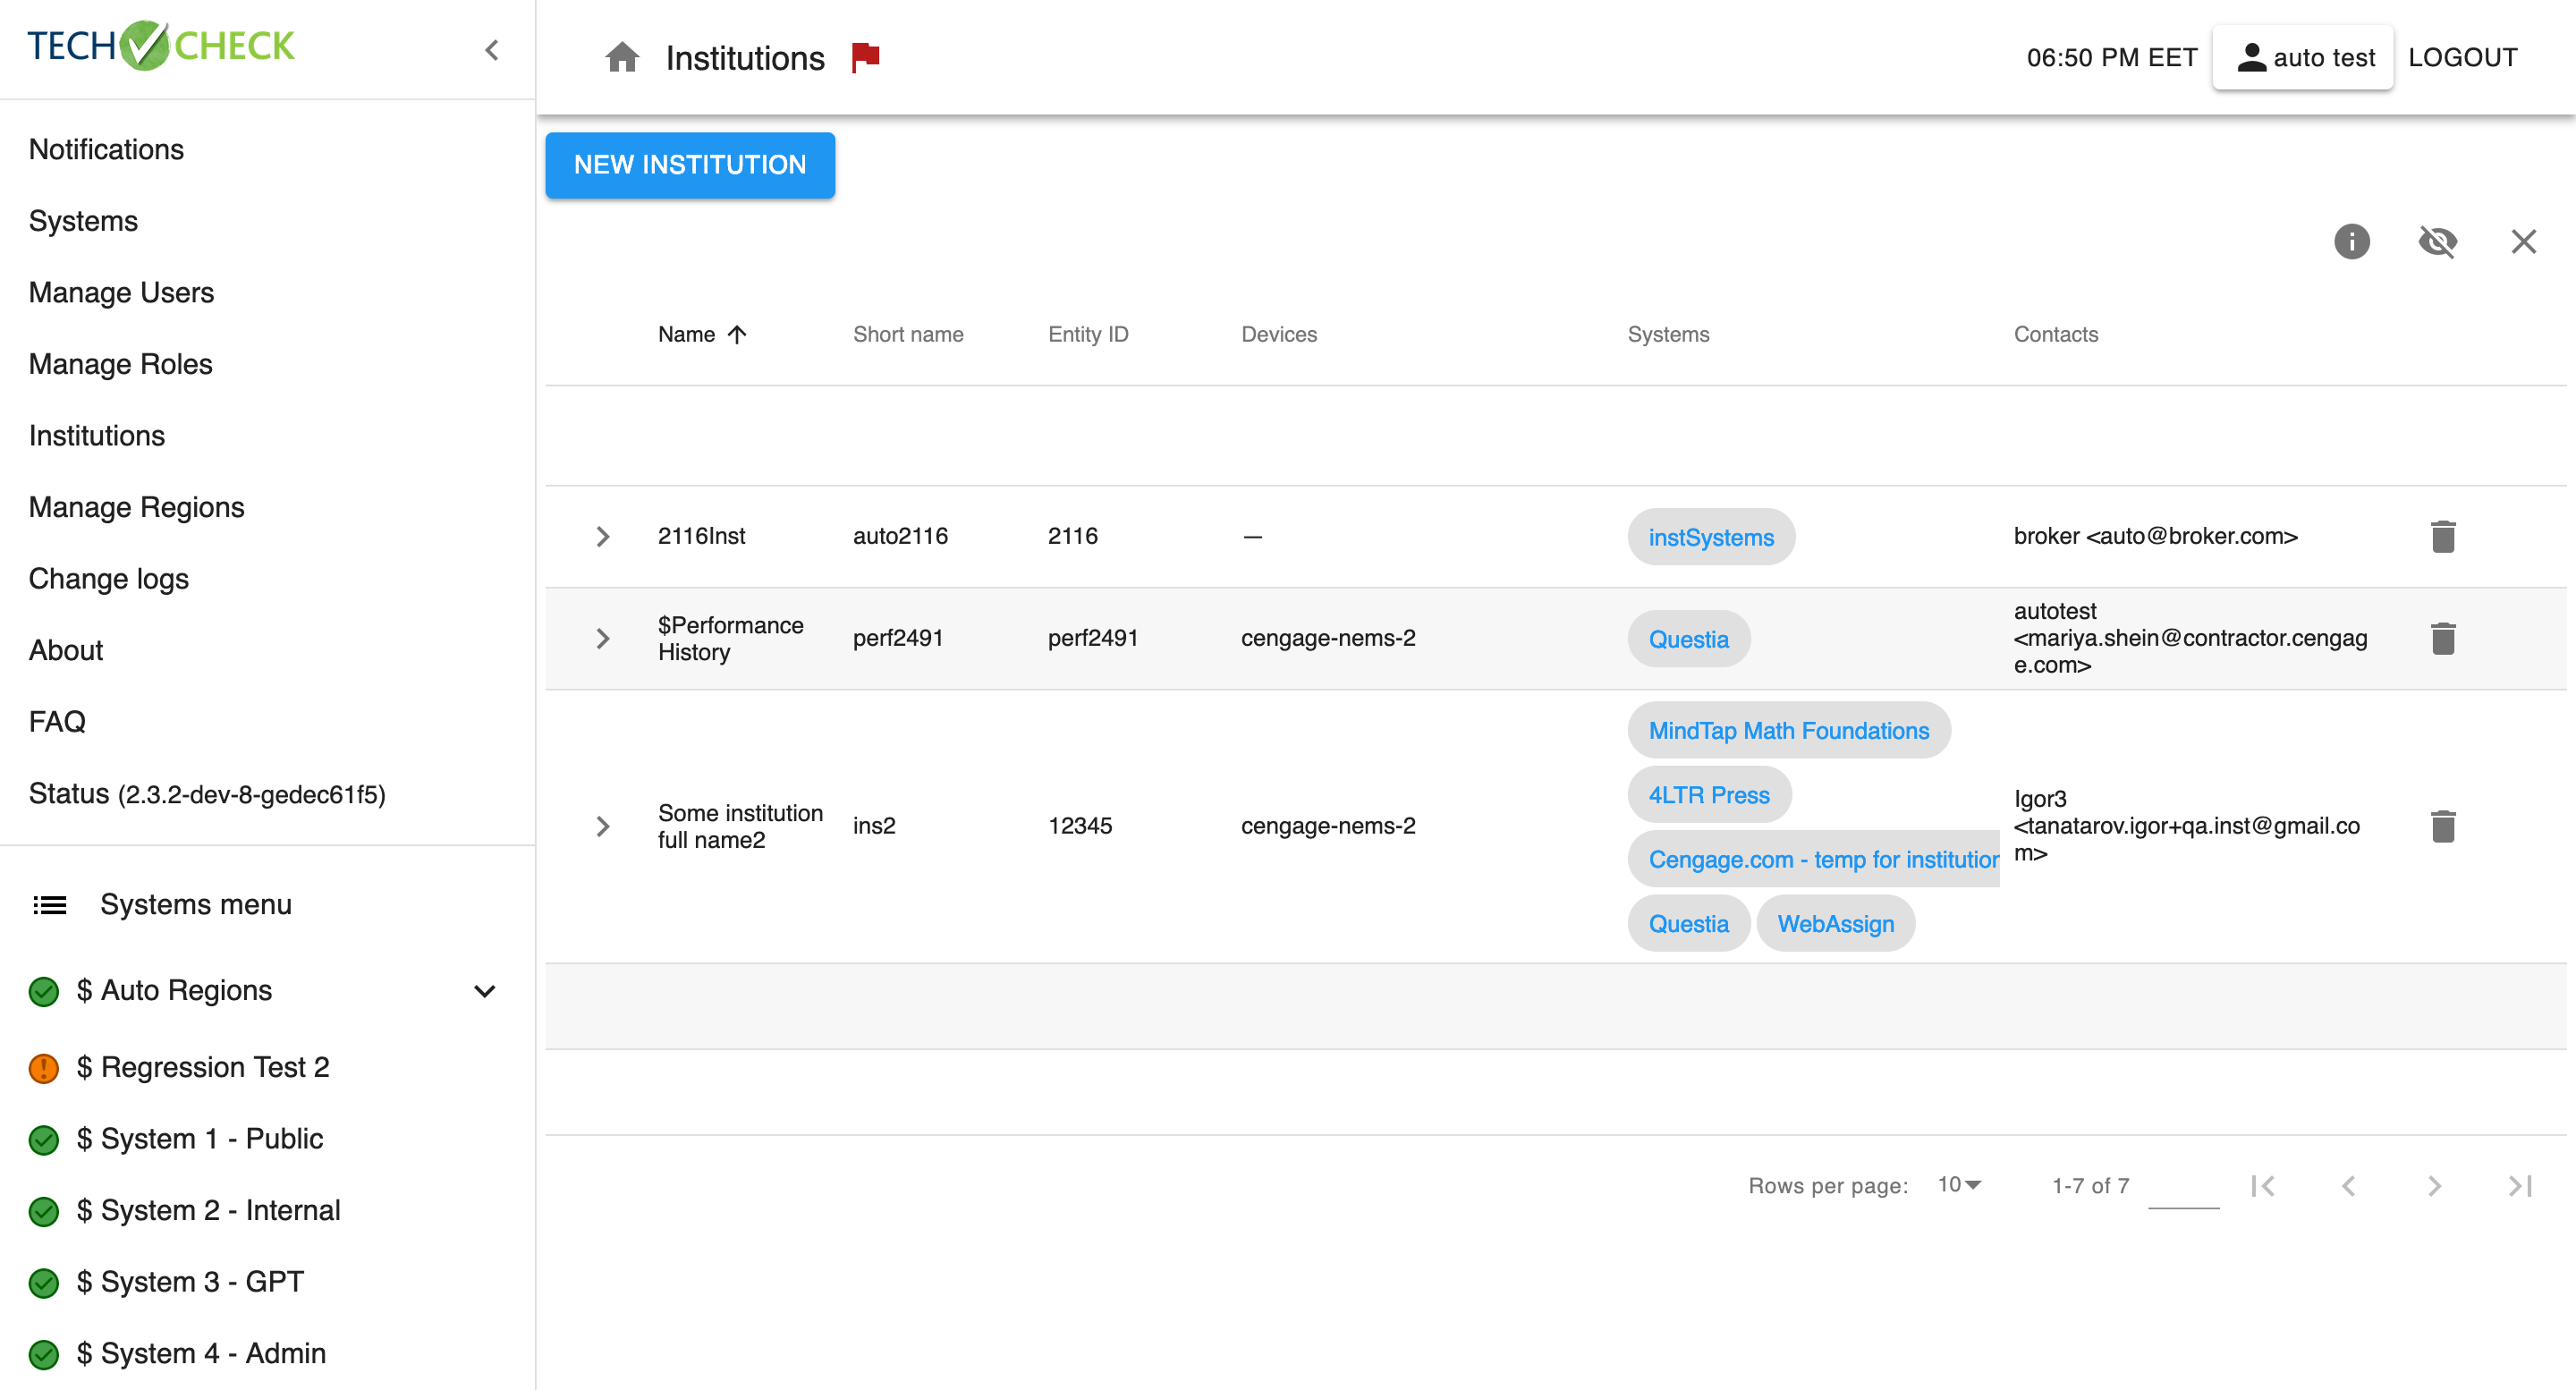 TECH CHECK
Institutions
06:50 PM EET
auto test
LOGOUT
Notifications
Systems
Manage Users
Manage Roles
Institutions
Manage Regions
Change logs
About
FAQ
Status (2.3.2-dev-8-gedec61f5)
Systems menu
$ Auto Regions
$ Regression Test 2
$ System 1 - Public
$ System 2 - Internal
$ System 3 - GPT
$ System 4 - Admin
NEW INSTITUTION
Name Short name Entity ID Devices Systems Contacts
2116Inst auto2116 2116 — instSystems broker <auto@broker.com>
$Performance
History
perf2491
perf2491
cengage-nems-2
Questia
autotest
<mariya.shein@contractor.cengag
e.com>
Some institution
full name2
ins2
12345
cengage-nems-2
MindTap Math Foundations
4LTR Press
Cengage.com - temp for institution
Questia WebAssign
Igor3
<tanatarov.igor+qa.inst@gmail.co
m>
Rows per page: 10 1-7 of 7